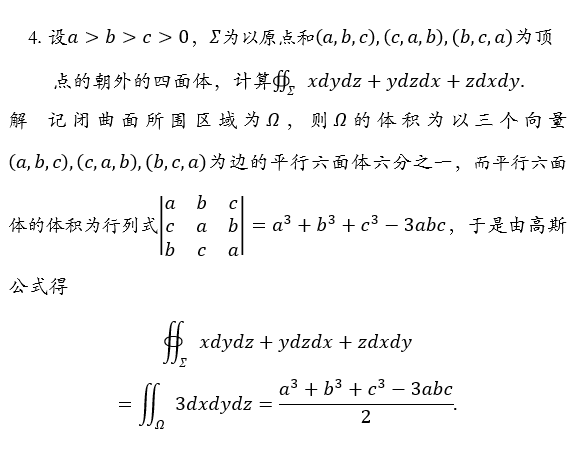 4. 设a > b > c > 0，Σ为以原点和(a, b, c), (c, a, b), (b, c, a)为顶
点的朝外的四面体，计算∯_Σ xdydz + ydzdx + zdxdy.
解 记闭曲面所围区域为Ω，则Ω的体积为以三个向量
(a, b, c), (c, a, b), (b, c, a)为边的平行六面体六分之一，而平行六面
体的体积为行列式|a b c; c a b; b c a| = a³ + b³ + c³ − 3abc，于是由高斯
公式得
∯_Σ xdydz + ydzdx + zdxdy
= ∬_Ω 3dxdydz = (a³ + b³ + c³ − 3abc)/2.